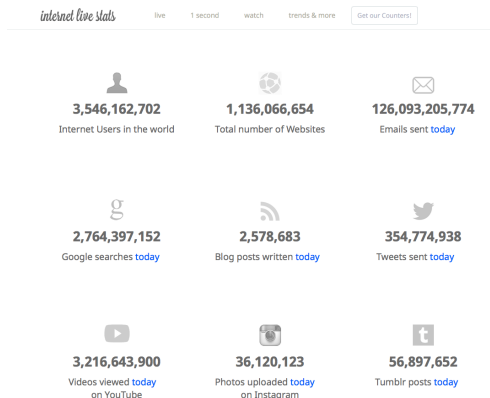 internet live stats live 1 second watch trends & more Get our Counters!
3,546,162,702 1,136,066,654 126,093,205,774
Internet Users in the world Total number of Websites Emails sent today
g
2,764,397,152 2,578,683 354,774,938
Google searches today Blog posts written today Tweets sent today
t
3,216,643,900 36,120,123 56,897,652
Videos viewed today Photos uploaded today Tumblr posts today
on YouTube on Instagram